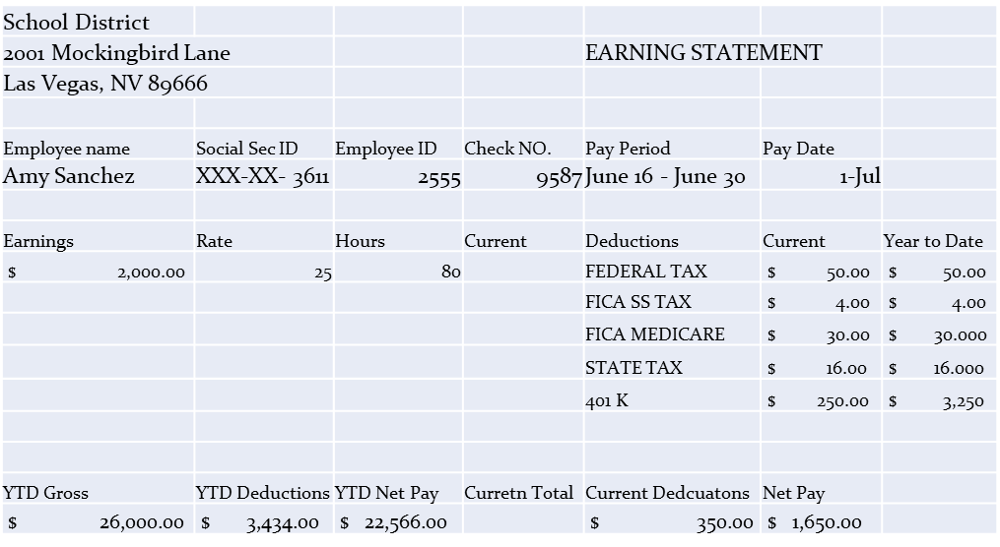 School District
2001 Mockingbird Lane EARNING STATEMENT
Las Vegas, NV 89666
Employee name Social Sec ID Employee ID Check NO. Pay Period Pay Date
Amy Sanchez XXX-XX- 3611 2555 9587 June 16 - June 30 1-Jul
Earnings Rate Hours Current Deductions Current Year to Date
$ 2,000.00 25 80 FEDERAL TAX $ 50.00 $ 50.00
FICA SS TAX $ 4.00 $ 4.00
FICA MEDICARE $ 30.00 $ 30.000
STATE TAX $ 16.00 $ 16.000
401 K $ 250.00 $ 3,250
YTD Gross YTD Deductions YTD Net Pay Curretn Total Current Dedcuatons Net Pay
$ 26,000.00 $ 3,434.00 $ 22,566.00 $ 350.00 $ 1,650.00